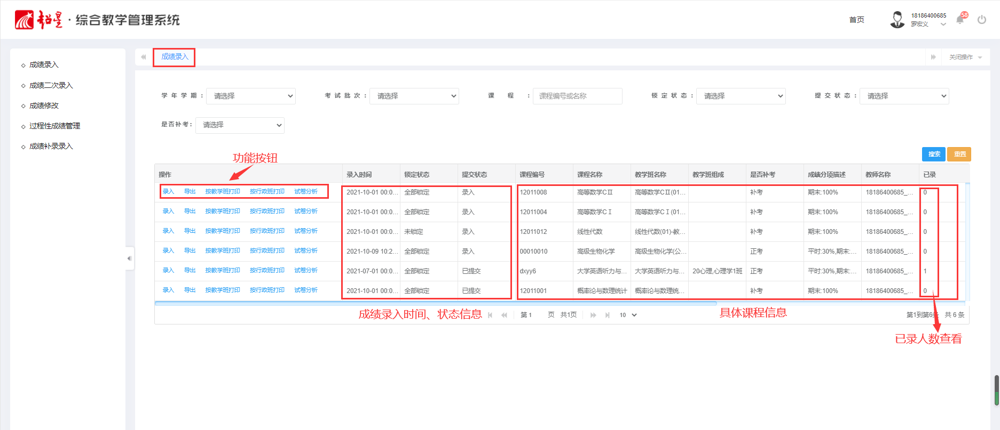 超星 · 综合教学管理系统
首页
18186400685
罗宏义
58
成绩录入
成绩二次录入
成绩修改
过程性成绩管理
成绩补录录入
成绩录入
关闭操作
学年学期: 请选择 考试批次: 请选择 课程: 课程编号或名称 锁定状态: 请选择 提交状态: 请选择
是否补考: 请选择
搜索 重置
功能按钮
操作 录入时间 锁定状态 提交状态 课程编号 课程名称 教学班名称 教学班组成 是否补考 成绩分项描述 教师名称 已录
录入 导出 按教学班打印 按行政班打印 试卷分析 2021-10-01 00:0... 全部锁定 录入 12011008 高等数学CⅡ 高等数学CⅡ(01... 补考 期末:100% 18186400685_... 0
录入 导出 按教学班打印 按行政班打印 试卷分析 2021-10-01 00:0... 全部锁定 录入 12011004 高等数学CⅠ 高等数学CⅠ(01... 补考 期末:100% 18186400685_... 0
录入 导出 按教学班打印 按行政班打印 试卷分析 2021-10-01 00:0... 未锁定 录入 12011012 线性代数 线性代数(01)-教... 补考 期末:100% 18186400685_... 0
录入 导出 按教学班打印 按行政班打印 试卷分析 2021-10-09 10:2... 全部锁定 录入 00010010 高级生物化学 高级生物化学(公... 正考 平时:30%,期末:... 18186400685_... 0
录入 导出 按教学班打印 按行政班打印 试卷分析 2021-07-01 00:0... 全部锁定 已提交 dxyy6 大学英语听力与... 大学英语听力与... 20心理,心理学1班 正考 平时:30%,期末:... 18186400685_... 1
录入 导出 按教学班打印 按行政班打印 试卷分析 2021-10-01 00:0... 全部锁定 已提交 12011001 概率论与数理统计 概率论与数理统... 补考 期末:100% 18186400685_... 0
成绩录入时间、状态信息
第 1 页 共1页 10
具体课程信息
第1到第6条 共 6 条
已录人数查看